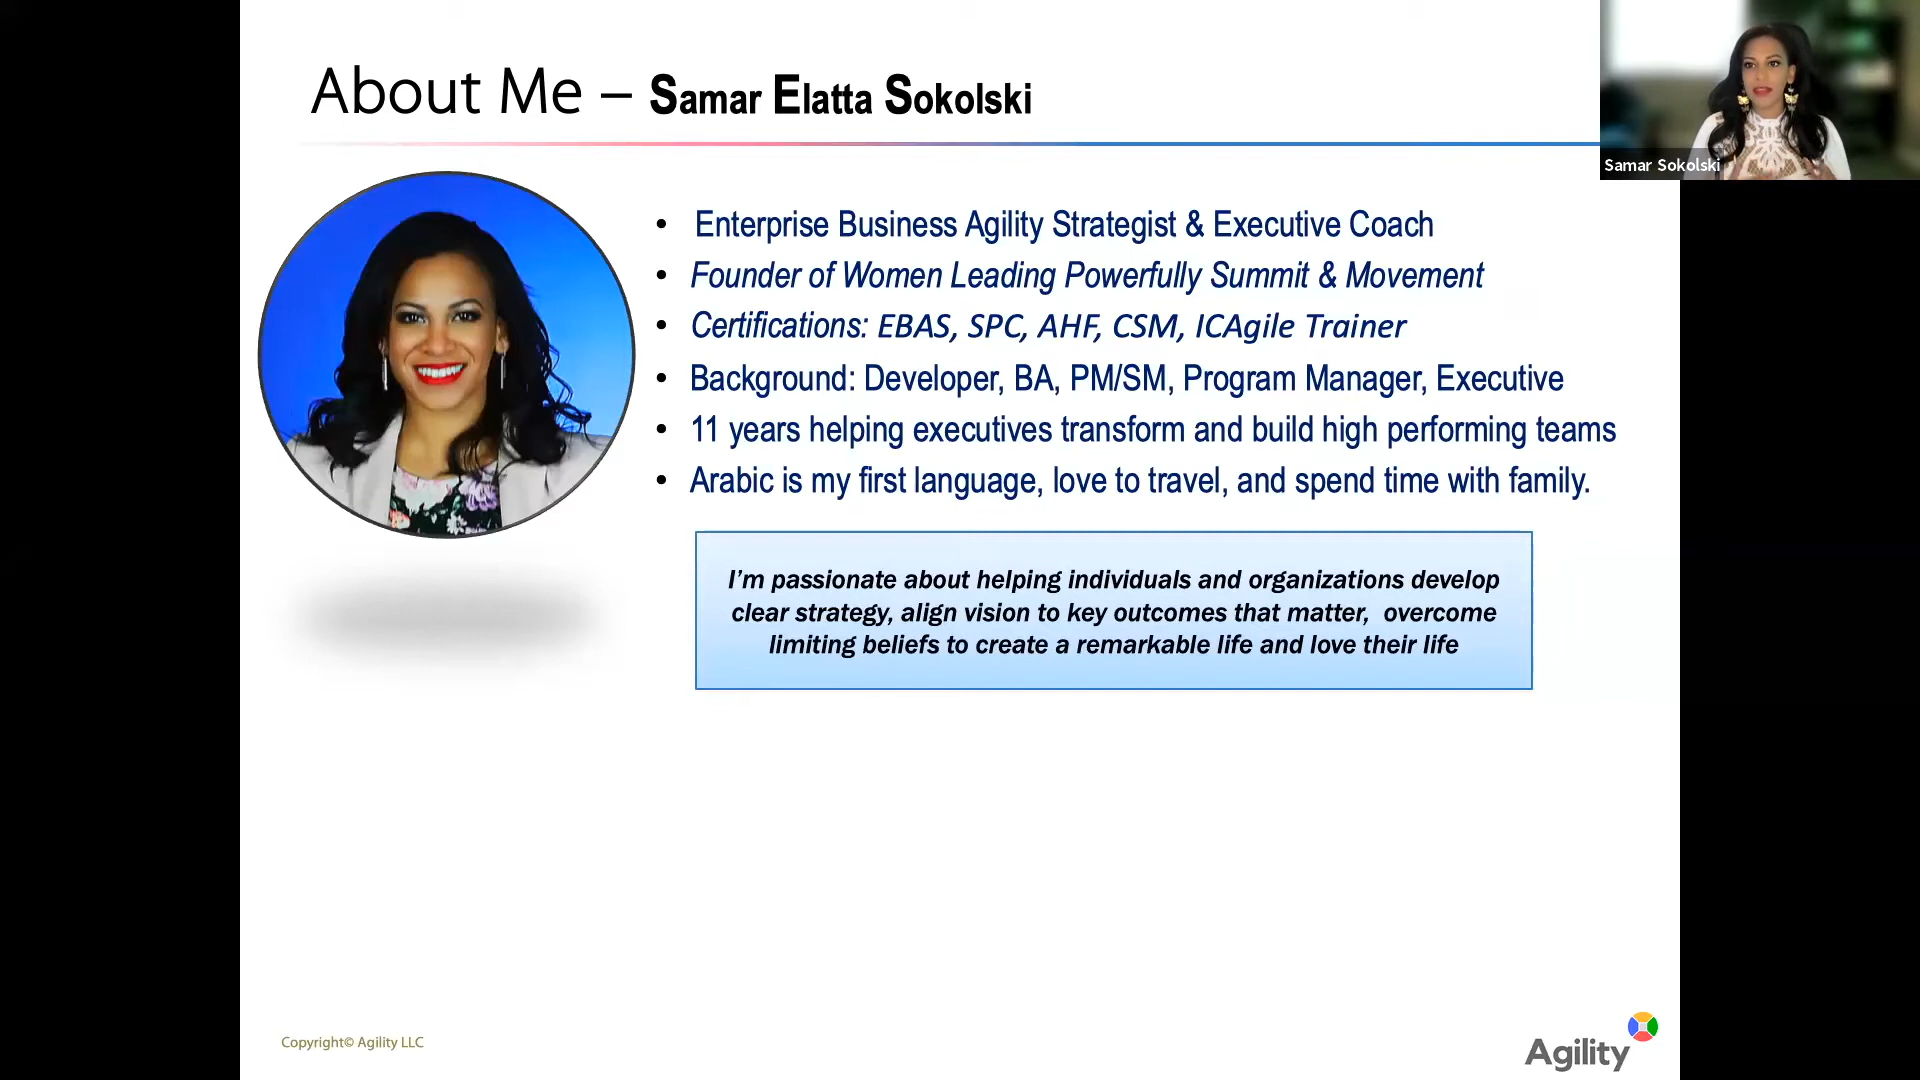 About Me – Samar Elatta Sokolski
Samar Sokolski
• Enterprise Business Agility Strategist & Executive Coach
• Founder of Women Leading Powerfully Summit & Movement
• Certifications: EBAS, SPC, AHF, CSM, ICAgile Trainer
• Background: Developer, BA, PM/SM, Program Manager, Executive
• 11 years helping executives transform and build high performing teams
• Arabic is my first language, love to travel, and spend time with family.
I’m passionate about helping individuals and organizations develop
clear strategy, align vision to key outcomes that matter,  overcome
limiting beliefs to create a remarkable life and love their life
Copyright© Agility LLC
Agility